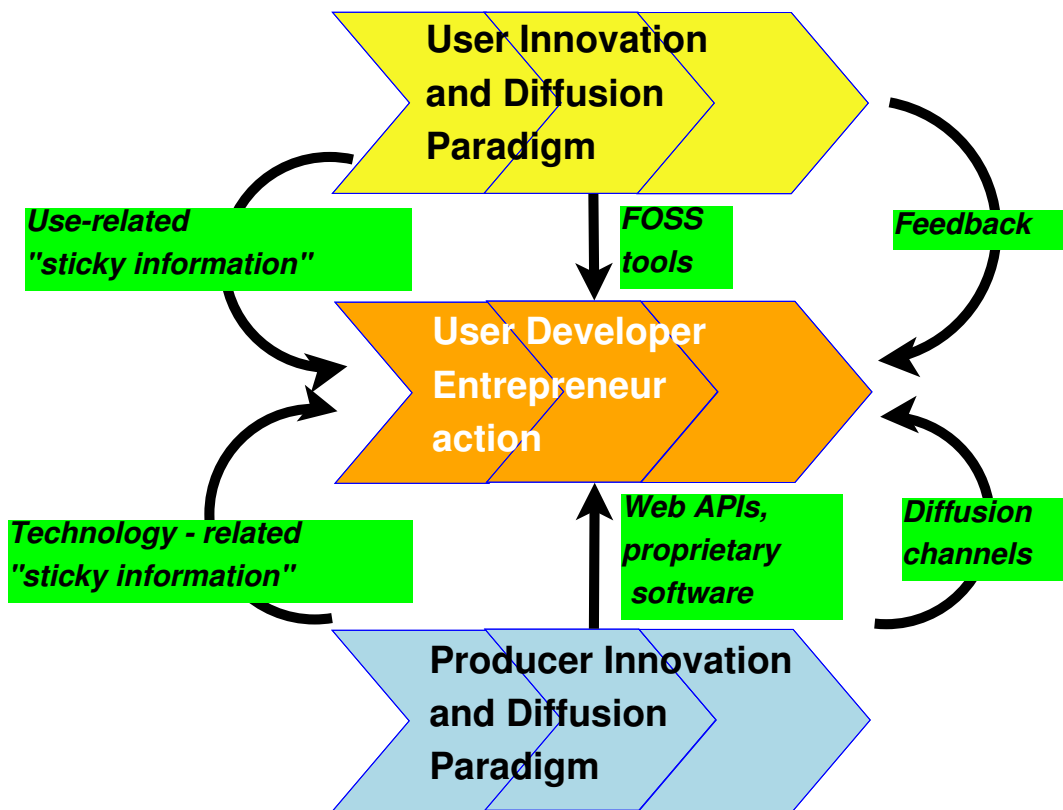 User Innovation
and Diffusion
Paradigm
Use-related
"sticky information"
FOSS
tools
Feedback
User Developer
Entrepreneur
action
Technology - related
"sticky information"
Web APIs,
proprietary
software
Diffusion
channels
Producer Innovation
and Diffusion
Paradigm